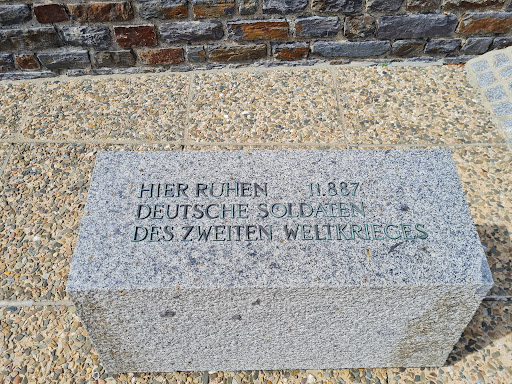 HIER RUHEN 11.887
DEUTSCHE SOLDATEN
DES ZWEITEN WELTKRIEGES